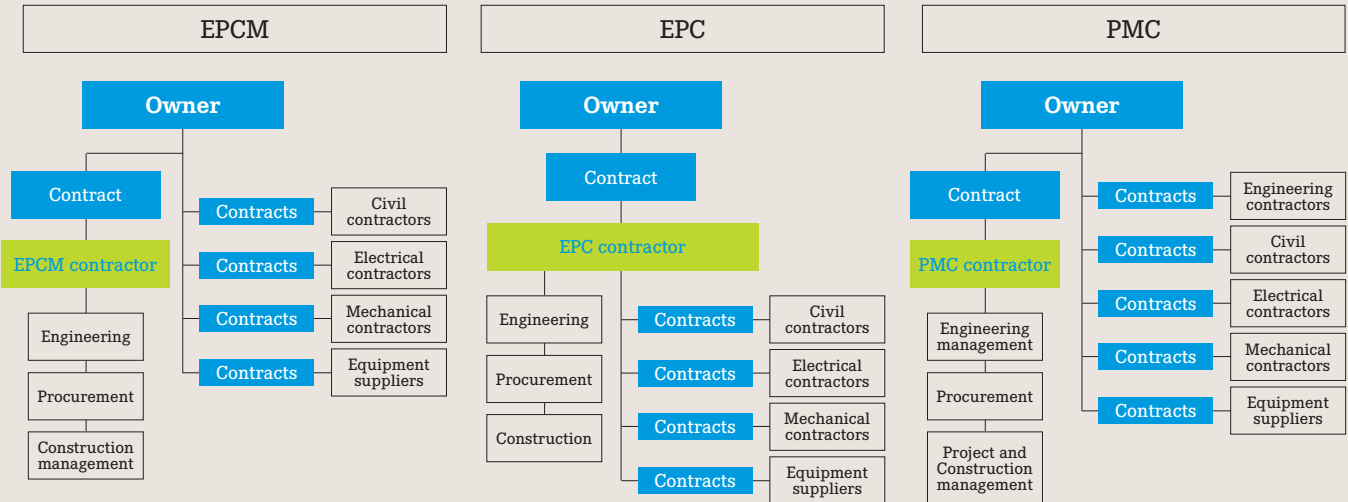 EPCM
Owner
Contract
EPCM contractor
Engineering
Procurement
Construction
management
Contracts
Civil
contractors
Contracts
Electrical
contractors
Contracts
Mechanical
contractors
Contracts
Equipment
suppliers
EPC
Owner
Contract
EPC contractor
Engineering
Procurement
Construction
Contracts
Civil
contractors
Contracts
Electrical
contractors
Contracts
Mechanical
contractors
Contracts
Equipment
suppliers
PMC
Owner
Contract
PMC contractor
Engineering
management
Procurement
Project and
Construction
management
Contracts
Engineering
contractors
Contracts
Civil
contractors
Contracts
Electrical
contractors
Contracts
Mechanical
contractors
Contracts
Equipment
suppliers